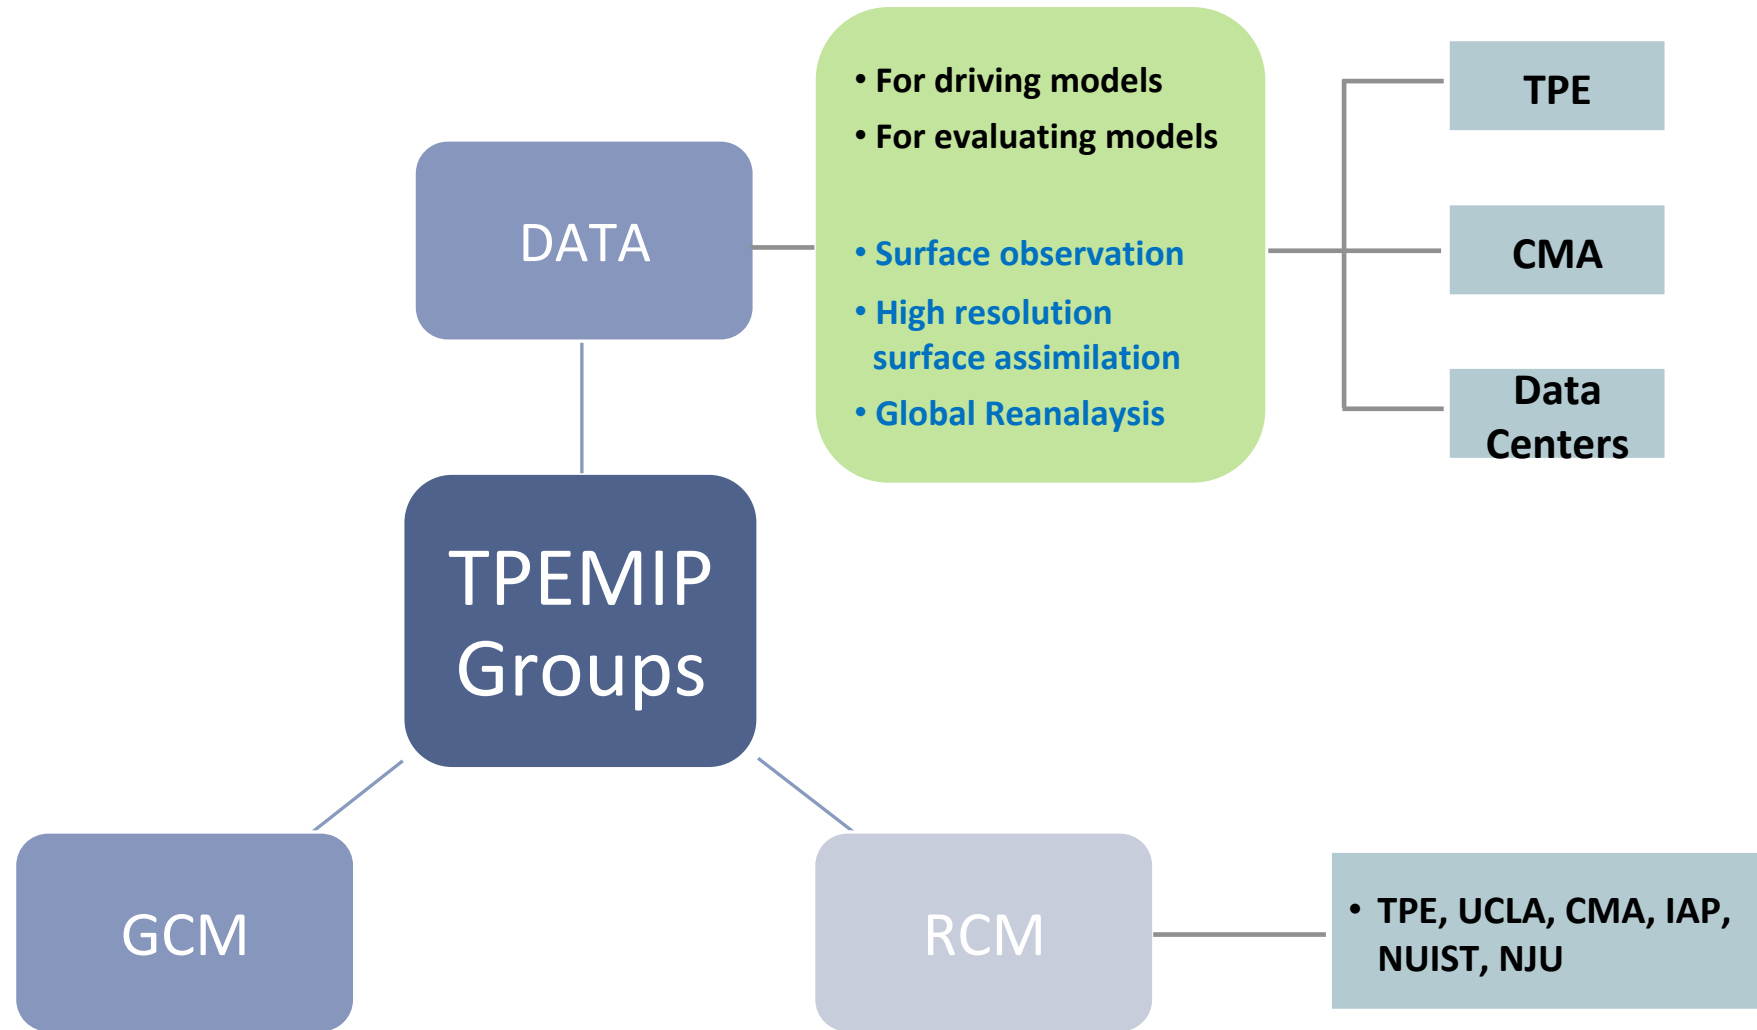 • For driving models
• For evaluating models
• Surface observation
• High resolution
surface assimilation
• Global Reanalaysis
DATA
TPE
CMA
Data
Centers
TPEMIP
Groups
GCM
RCM
• TPE, UCLA, CMA, IAP,
NUIST, NJU